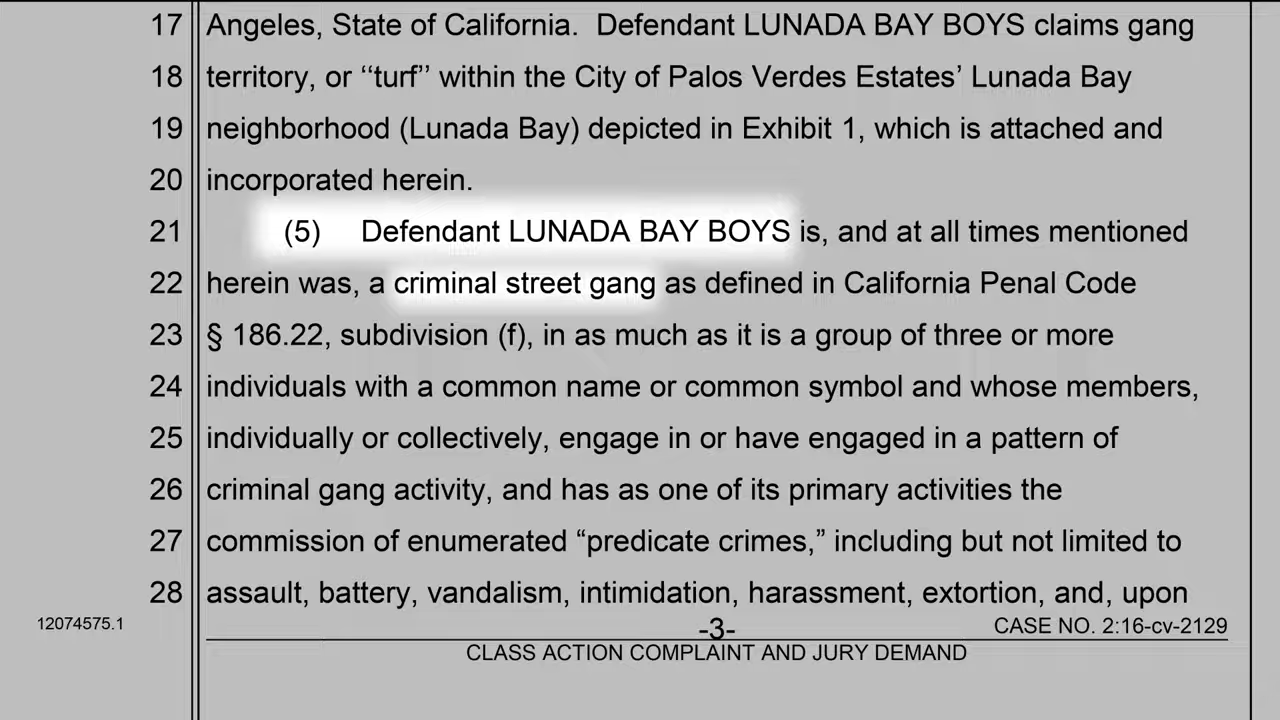 17 Angeles, State of California. Defendant LUNADA BAY BOYS claims gang
18 territory, or ‘‘turf’’ within the City of Palos Verdes Estates’ Lunada Bay
19 neighborhood (Lunada Bay) depicted in Exhibit 1, which is attached and
20 incorporated herein.
21 (5) Defendant LUNADA BAY BOYS is, and at all times mentioned
22 herein was, a criminal street gang as defined in California Penal Code
23 § 186.22, subdivision (f), in as much as it is a group of three or more
24 individuals with a common name or common symbol and whose members,
25 individually or collectively, engage in or have engaged in a pattern of
26 criminal gang activity, and has as one of its primary activities the
27 commission of enumerated “predicate crimes,” including but not limited to
28 assault, battery, vandalism, intimidation, harassment, extortion, and, upon
12074575.1 -3- CASE NO. 2:16-cv-2129
CLASS ACTION COMPLAINT AND JURY DEMAND